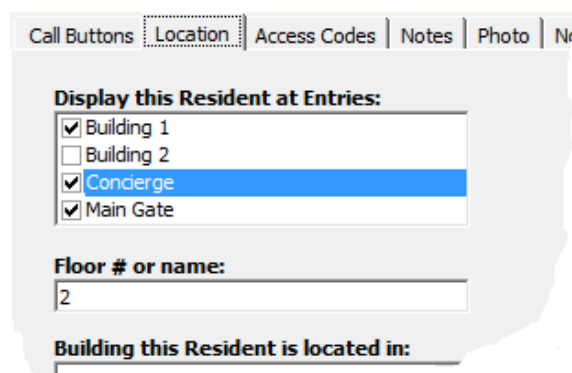 Call Buttons Location Access Codes Notes Photo
Display this Resident at Entries:
Building 1
Building 2
Concierge
Main Gate
Floor # or name:
2
Building this Resident is located in: